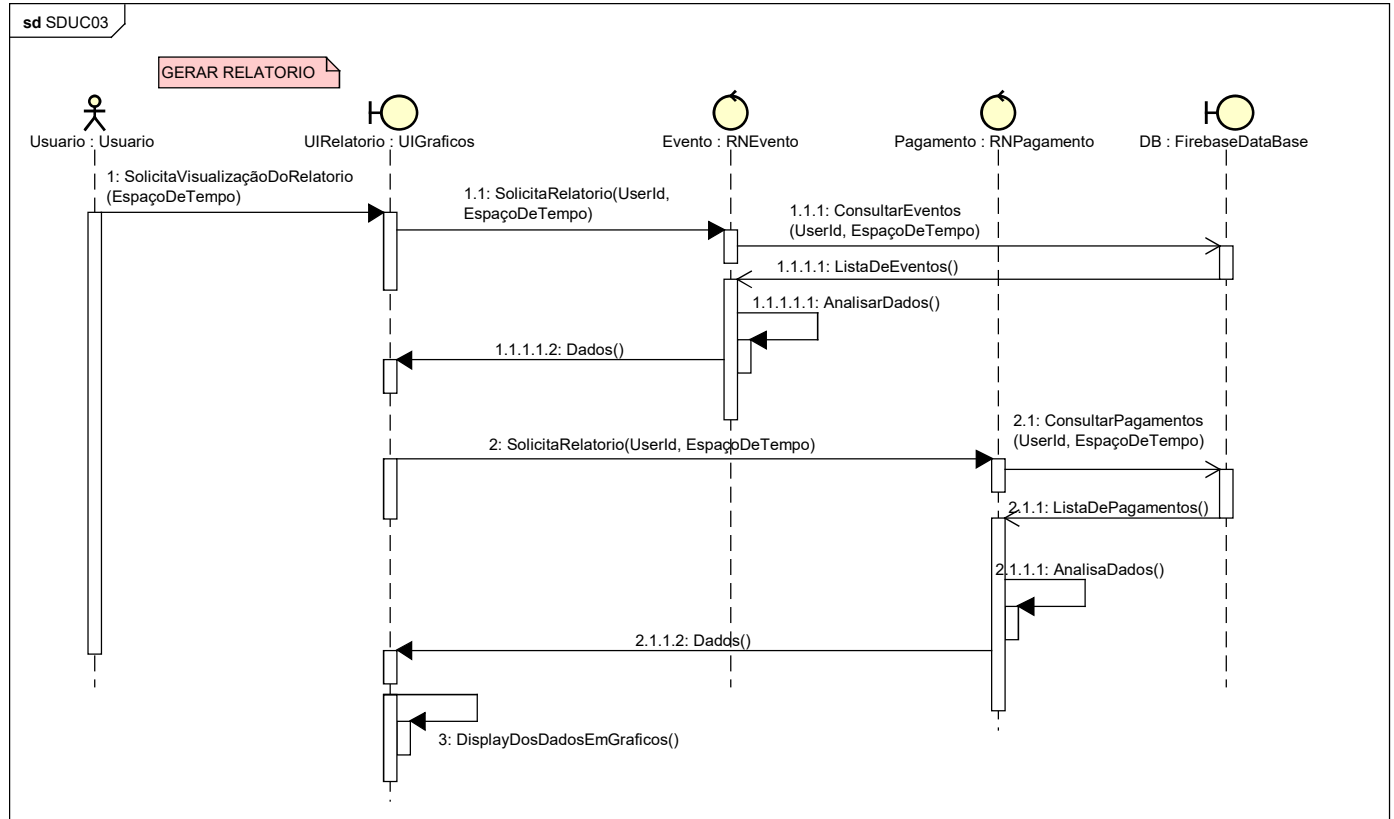 sd SDUC03
GERAR RELATORIO
Usuario : Usuario
UIRelatorio : UIGraficos
Evento : RNEvento
Pagamento : RNPagamento
DB : FirebaseDataBase
1: SolicitaVisualizaçãoDoRelatorio
(EspaçoDeTempo)
1.1: SolicitaRelatorio(UserId,
EspaçoDeTempo)
1.1.1: ConsultarEventos
(UserId, EspaçoDeTempo)
1.1.1.1: ListaDeEventos()
1.1.1.1.1: AnalisarDados()
1.1.1.1.2: Dados()
2: SolicitaRelatorio(UserId, EspaçoDeTempo)
2.1: ConsultarPagamentos
(UserId, EspaçoDeTempo)
2.1.1: ListaDePagamentos()
2.1.1.1: AnalisaDados()
2.1.1.2: Dados()
3: DisplayDosDadosEmGraficos()